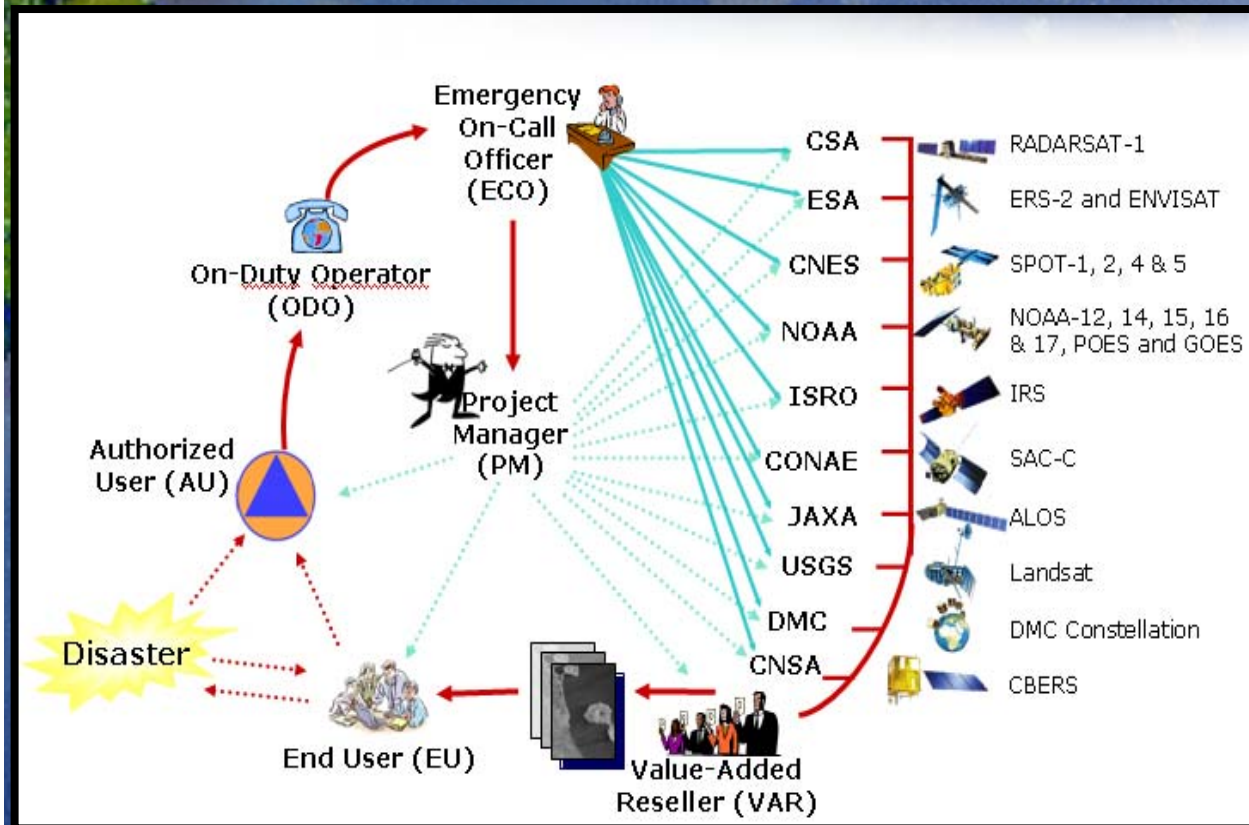 Emergency
On-Call
Officer
(ECO)
On-Duty Operator
(ODO)
Project
Manager
(PM)
Authorized
User (AU)
Disaster
End User (EU)
Value-Added
Reseller (VAR)
CSA
RADARSAT-1
ESA
ERS-2 and ENVISAT
CNES
SPOT-1, 2, 4 & 5
NOAA
NOAA-12, 14, 15, 16
& 17, POES and GOES
ISRO
IRS
CONAE
SAC-C
JAXA
ALOS
USGS
Landsat
DMC
DMC Constellation
CNSA
CBERS